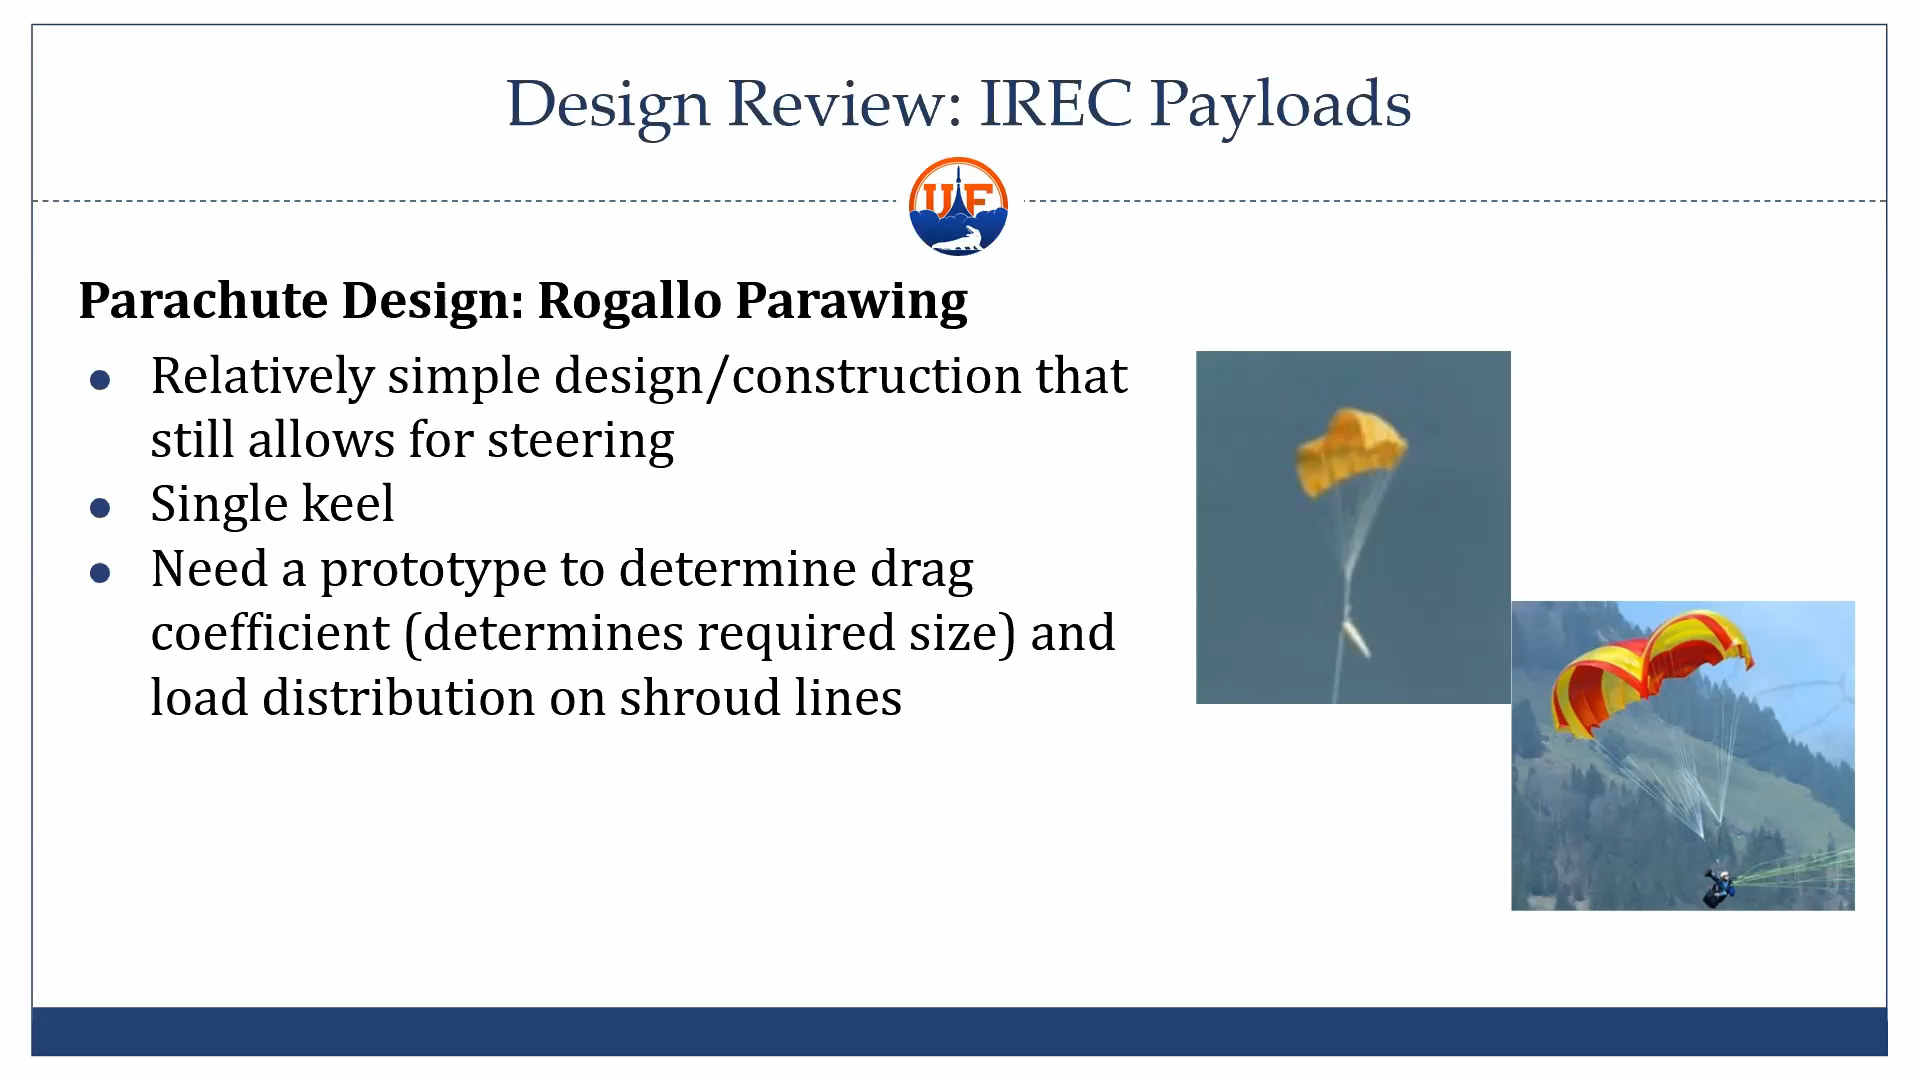 Design Review: IREC Payloads
UF
Parachute Design: Rogallo Parawing
● Relatively simple design/construction that
still allows for steering
● Single keel
● Need a prototype to determine drag
coefficient (determines required size) and
load distribution on shroud lines